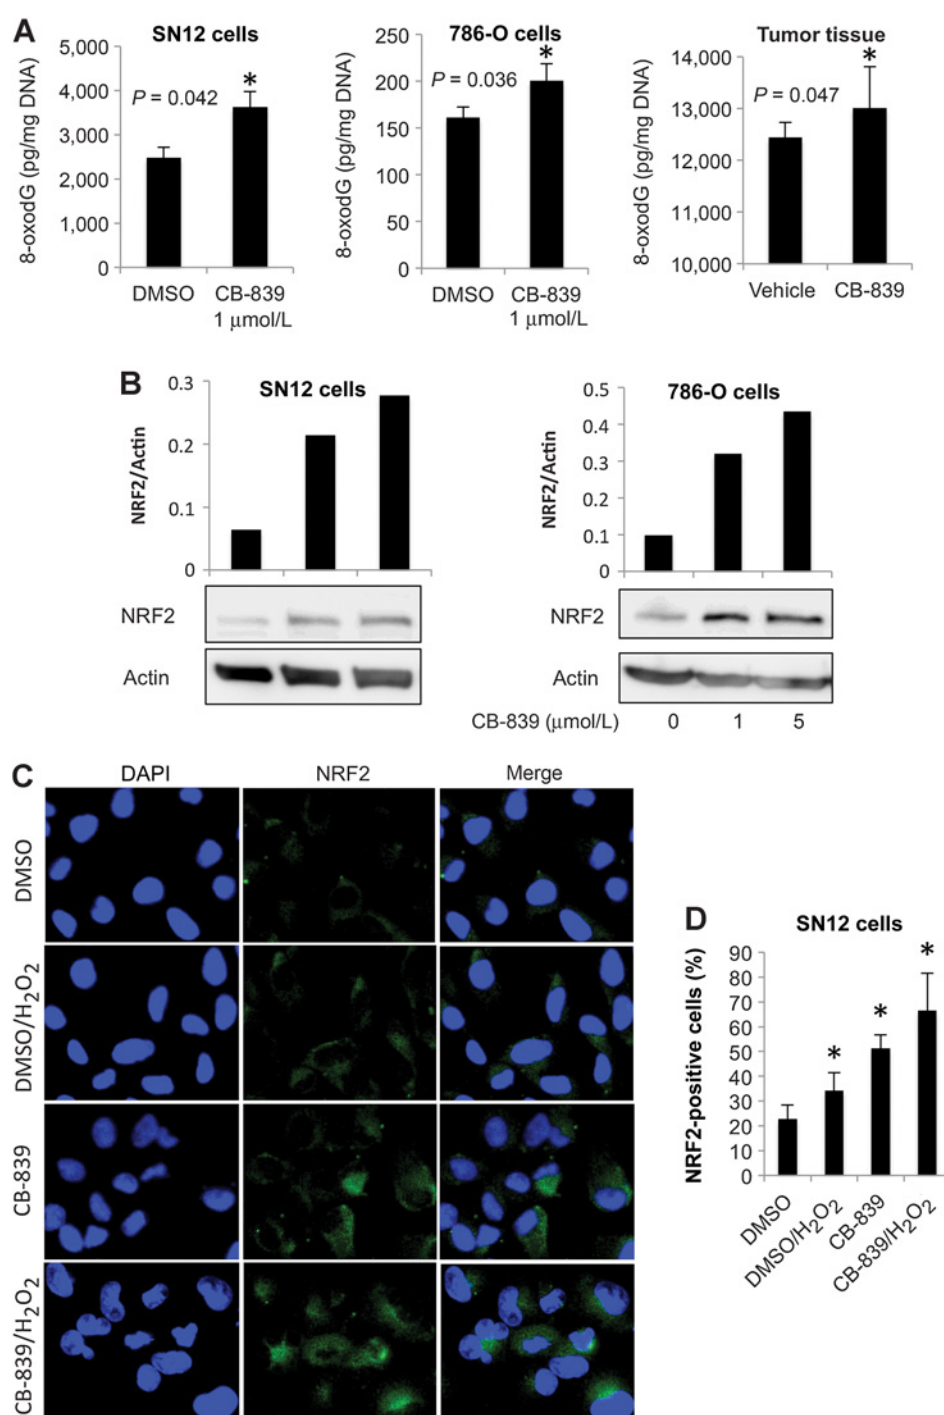 A
SN12 cells
8-oxodG (pg/mg DNA)
5,000
4,000
3,000
2,000
1,000
0
P = 0.042
*
DMSO
CB-839
1 μmol/L
786-O cells
8-oxodG (pg/mg DNA)
250
200
150
100
50
0
P = 0.036
*
DMSO
CB-839
1 μmol/L
Tumor tissue
8-oxodG (pg/mg DNA)
14,000
13,000
12,000
11,000
10,000
P = 0.047
*
Vehicle
CB-839
B
SN12 cells
NRF2/Actin
0.3
0.2
0.1
0
NRF2
Actin
786-O cells
NRF2/Actin
0.5
0.4
0.3
0.2
0.1
0
NRF2
Actin
CB-839 (μmol/L) 0 1 5
C
DAPI NRF2 Merge
DMSO
DMSO/H₂O₂
CB-839
CB-839/H₂O₂
D
SN12 cells
NRF2-positive cells (%)
90
80
70
60
50
40
30
20
10
0
*
*
*
DMSO
DMSO/H₂O₂
CB-839
CB-839/H₂O₂